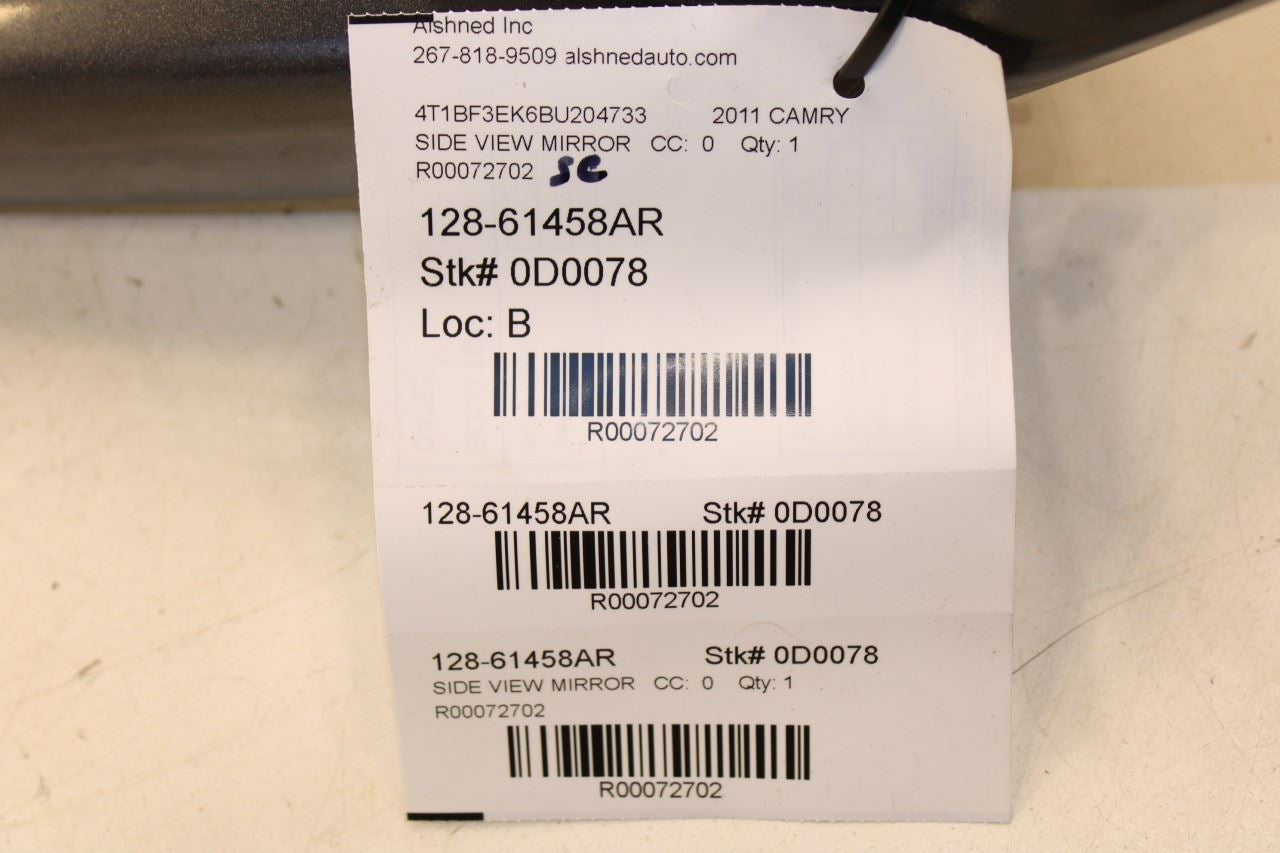 Alshned Inc
267-818-9509 alshnedauto.com
4T1BF3EK6BU204733 2011 CAMRY
SIDE VIEW MIRROR CC: 0 Qty: 1
R00072702 SC
128-61458AR
Stk# 0D0078
Loc: B
R00072702
128-61458AR Stk# 0D0078
R00072702
128-61458AR Stk# 0D0078
SIDE VIEW MIRROR CC: 0 Qty: 1
R00072702
R00072702